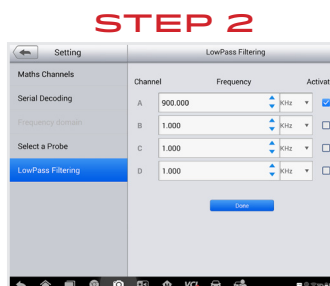 STEP 2
Setting
LowPass Filtering
Maths Channels
Serial Decoding
Frequency domain
Select a Probe
LowPass Filtering
Channel Frequency Activat
A 900.000 KHz
B 1.000 KHz
C 1.000 KHz
D 1.000 KHz
Done
VCI